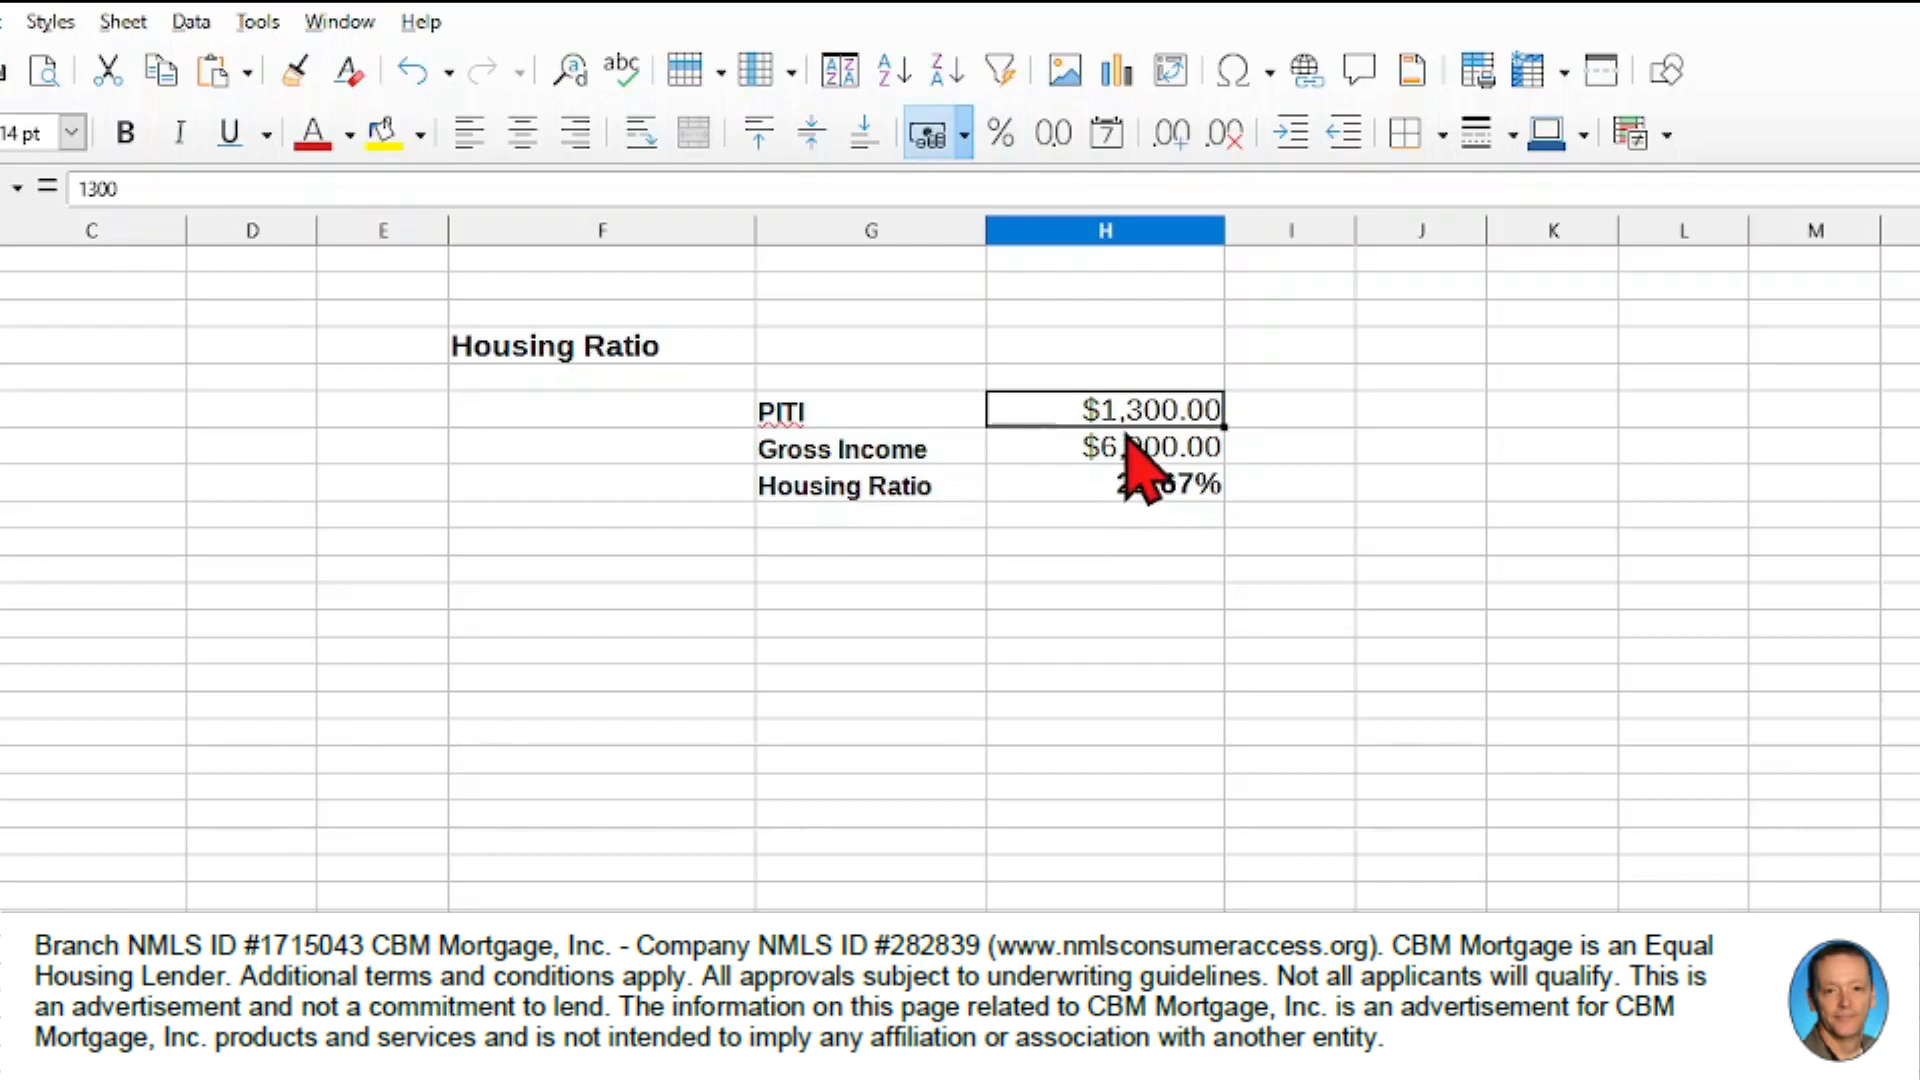 Styles Sheet Data Tools Window Help
14 pt
1300
C D E F G H I J K L M
Housing Ratio
PITI $1,300.00
Gross Income
Housing Ratio
Branch NMLS ID #1715043 CBM Mortgage, Inc. - Company NMLS ID #282839 (www.nmlsconsumeraccess.org). CBM Mortgage is an Equal
Housing Lender. Additional terms and conditions apply. All approvals subject to underwriting guidelines. Not all applicants will qualify. This is
an advertisement and not a commitment to lend. The information on this page related to CBM Mortgage, Inc. is an advertisement for CBM
Mortgage, Inc. products and services and is not intended to imply any affiliation or association with another entity.